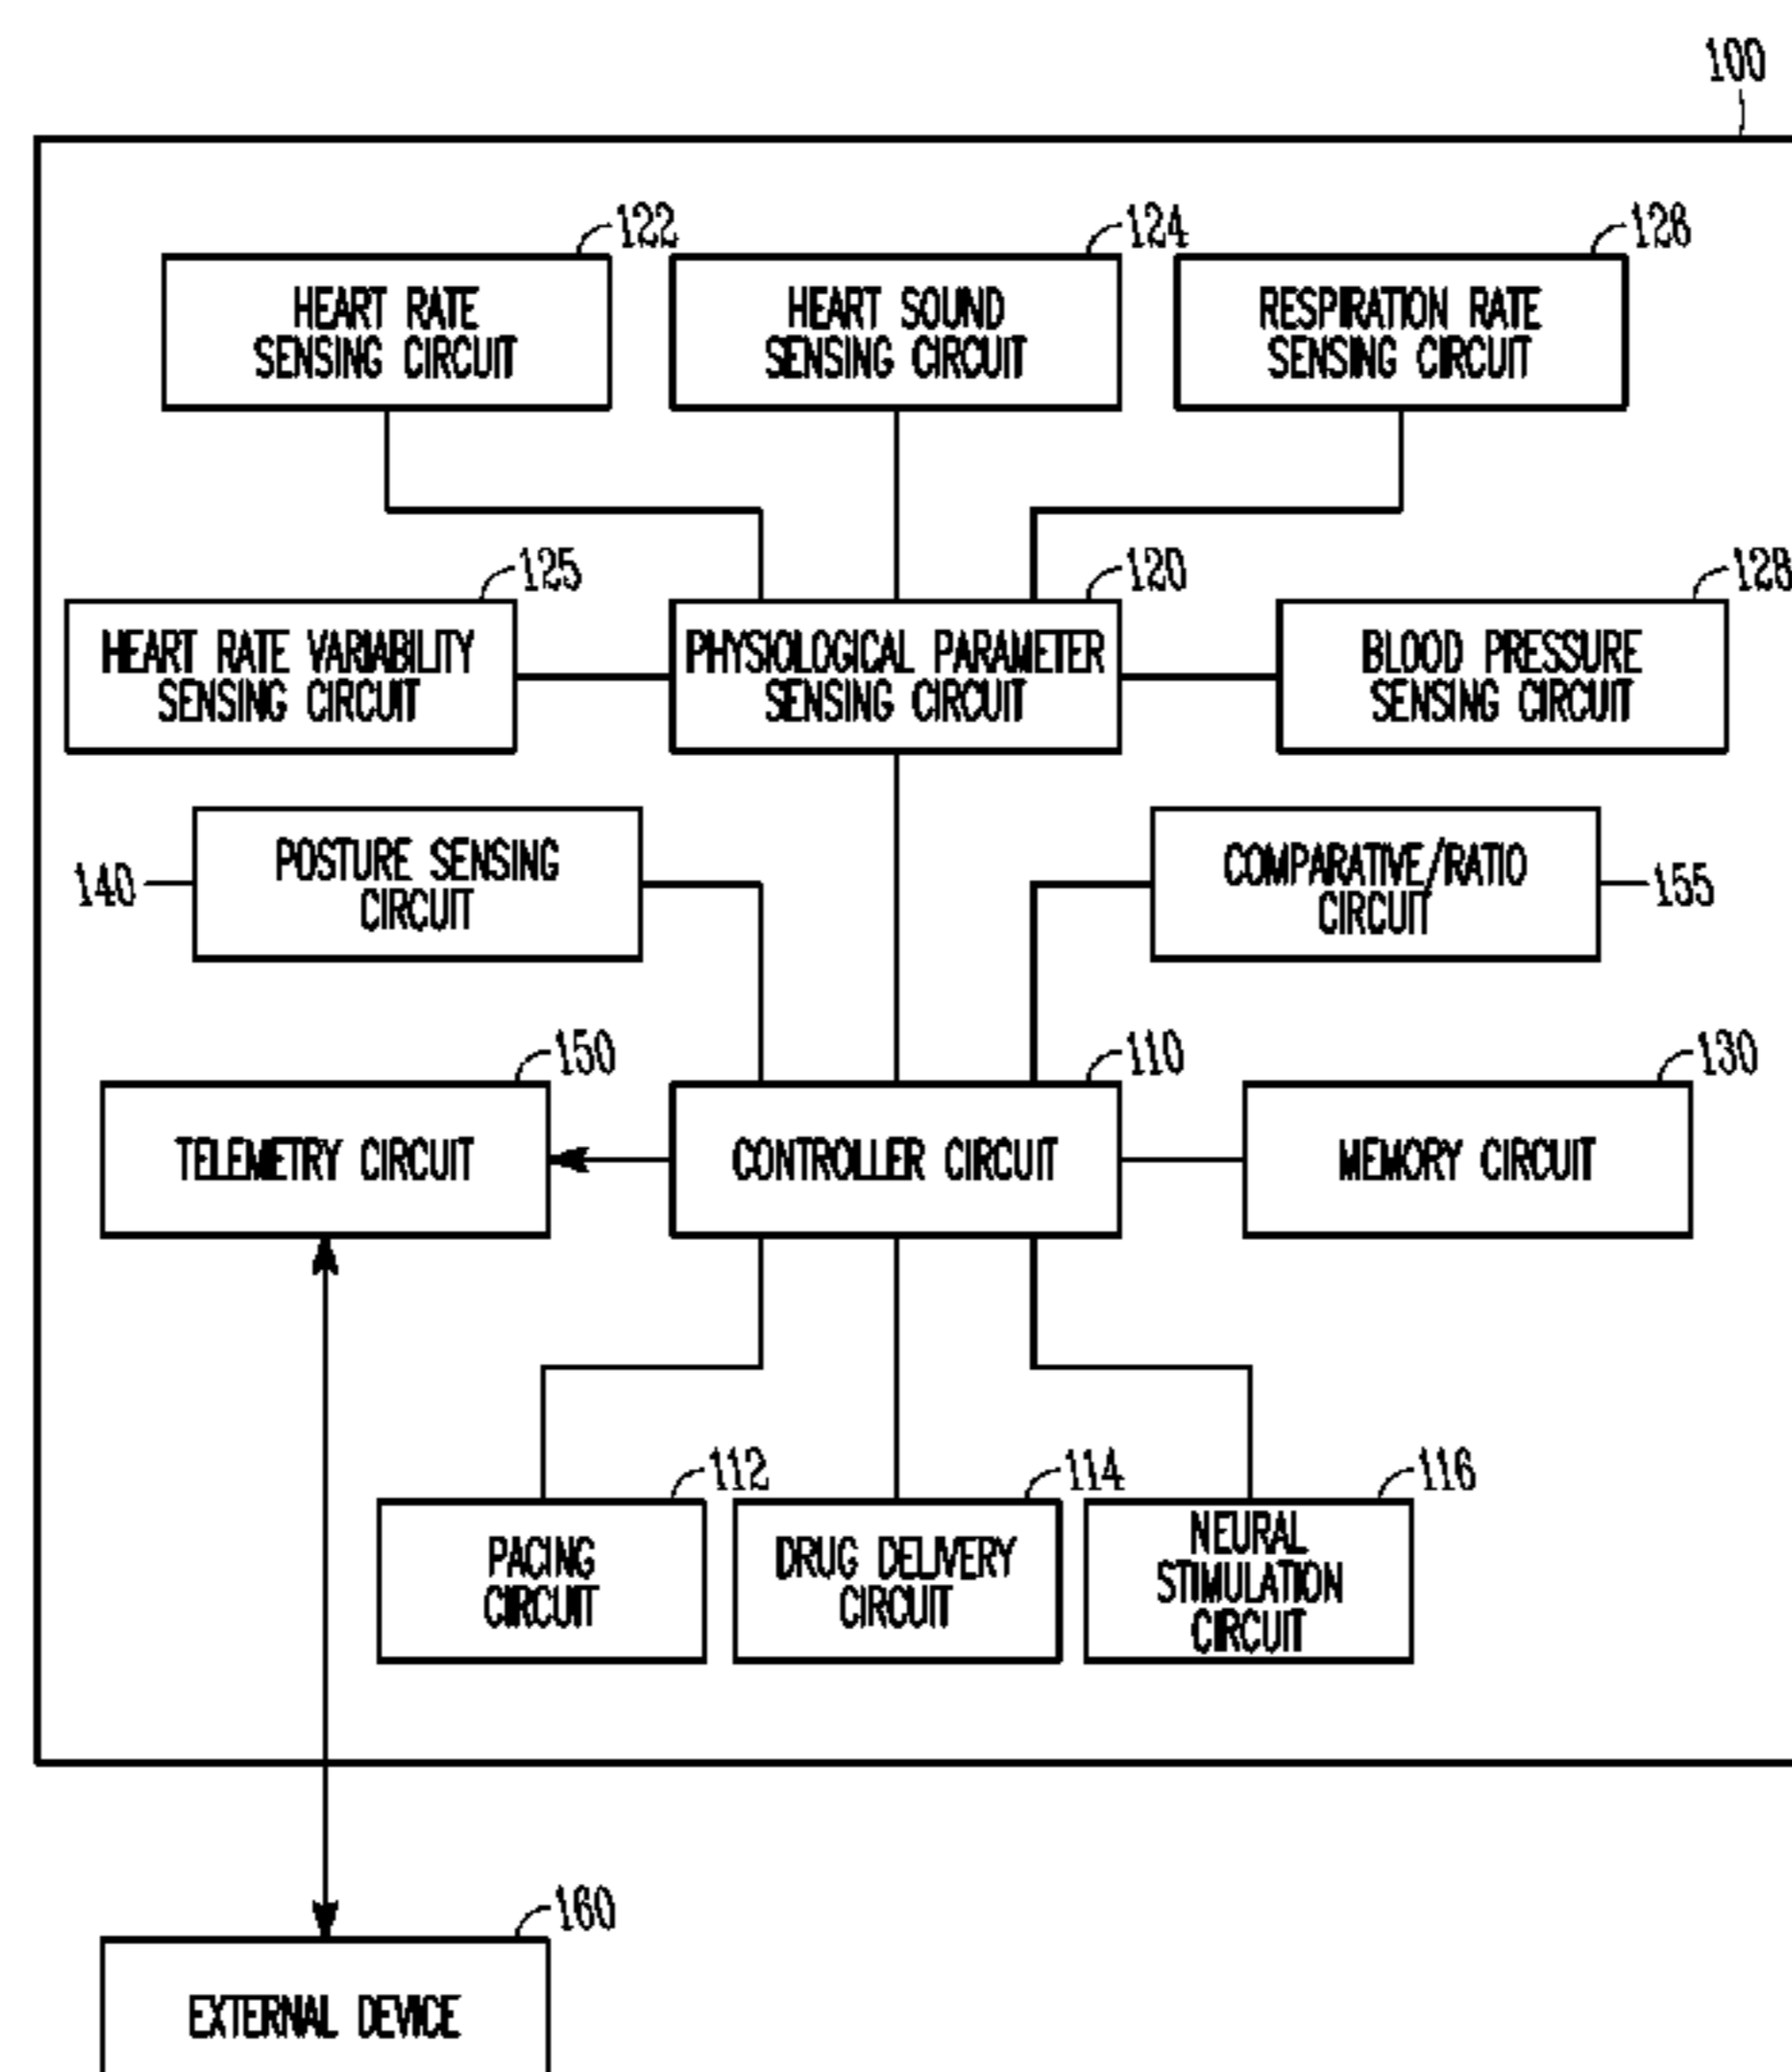 100
122
124
126
HEART RATE
SENSING CIRCUIT
HEART SOUND
SENSING CIRCUIT
RESPIRATION RATE
SENSING CIRCUIT
125
120
128
HEART RATE VARIABILITY
SENSING CIRCUIT
PHYSIOLOGICAL PARAMETER
SENSING CIRCUIT
BLOOD PRESSURE
SENSING CIRCUIT
140
POSTURE SENSING
CIRCUIT
COMPARATIVE/RATIO
CIRCUIT
155
150
110
130
TELEMETRY CIRCUIT
CONTROLLER CIRCUIT
MEMORY CIRCUIT
112
114
116
PACING
CIRCUIT
DRUG DELIVERY
CIRCUIT
NEURAL
STIMULATION
CIRCUIT
160
EXTERNAL DEVICE